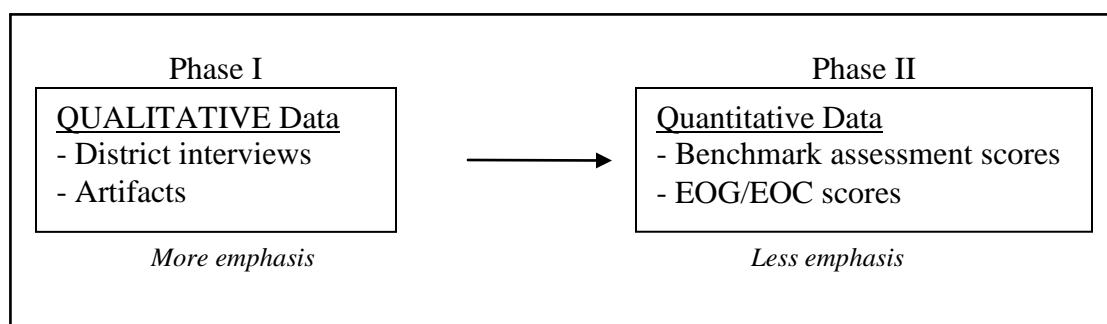 Phase I
QUALITATIVE Data
- District interviews
- Artifacts
More emphasis
Phase II
Quantitative Data
- Benchmark assessment scores
- EOG/EOC scores
Less emphasis